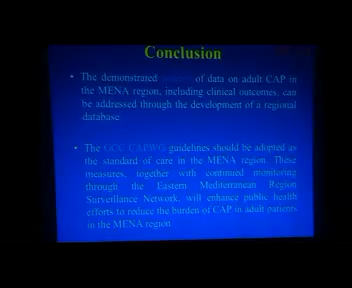 Conclusion
• The demonstrated of data on adult CAP in
the MENA region, including clinical outcomes, can
be addressed through the development of a regional
database
• The GCC CAPWG guidelines should be adopted as
the standard of care in the MENA region. These
measures, together with continued monitoring
through the Eastern Mediterranean Region
Surveillance Network, will enhance public health
efforts to reduce the burden of CAP in adult patients
in the MENA region